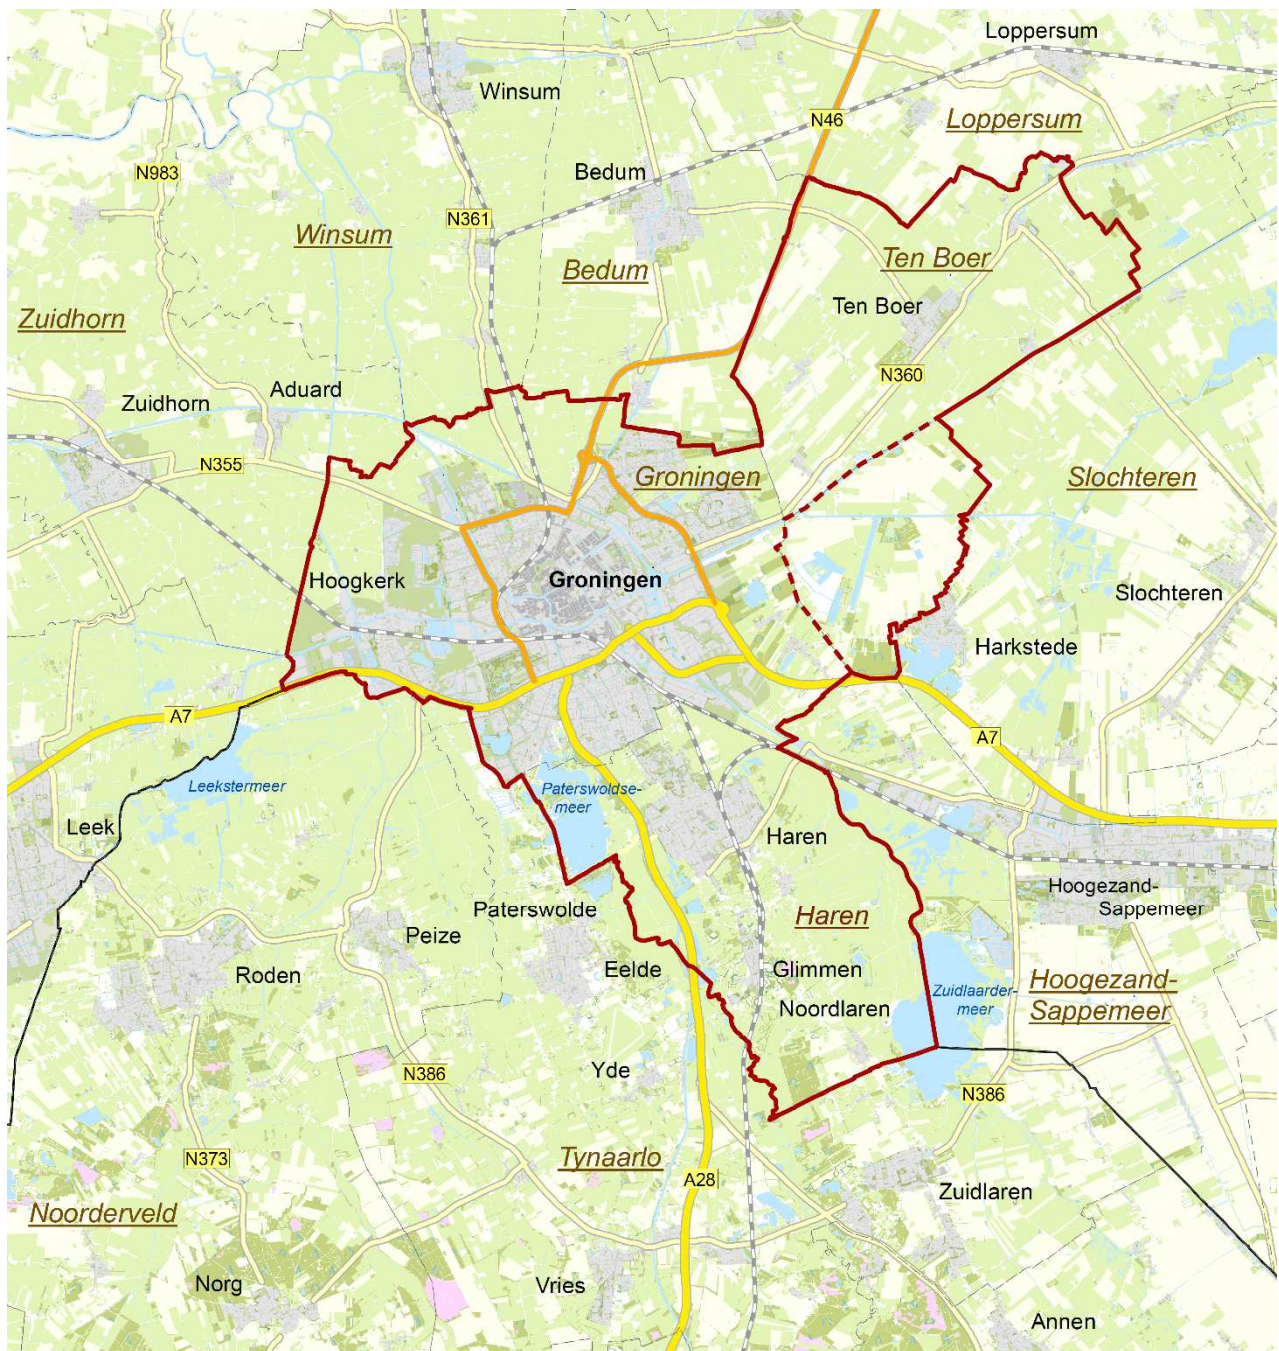 Loppersum
Winsum
N46
Loppersum
Bedum
N983
N361
Winsum
Ten Boer
Bedum
Ten Boer
Zuidhorn
N360
Aduard
Zuidhorn
N355
Groningen
Slochteren
Hoogkerk
Groningen
Slochteren
Harkstede
A7
A7
Leekstermeer
Paterswoldse-
meer
Leek
Haren
Hoogezand-
Sappemeer
Paterswolde
Haren
Peize
Roden
Eelde
Glimmen
Noordlaren
Zuidlaarder-
meer
Hoogezand-
Sappemeer
Yde
N386
N386
N373
Tynaarlo
A28
Zuidlaren
Noorderveld
Norg
Vries
Annen